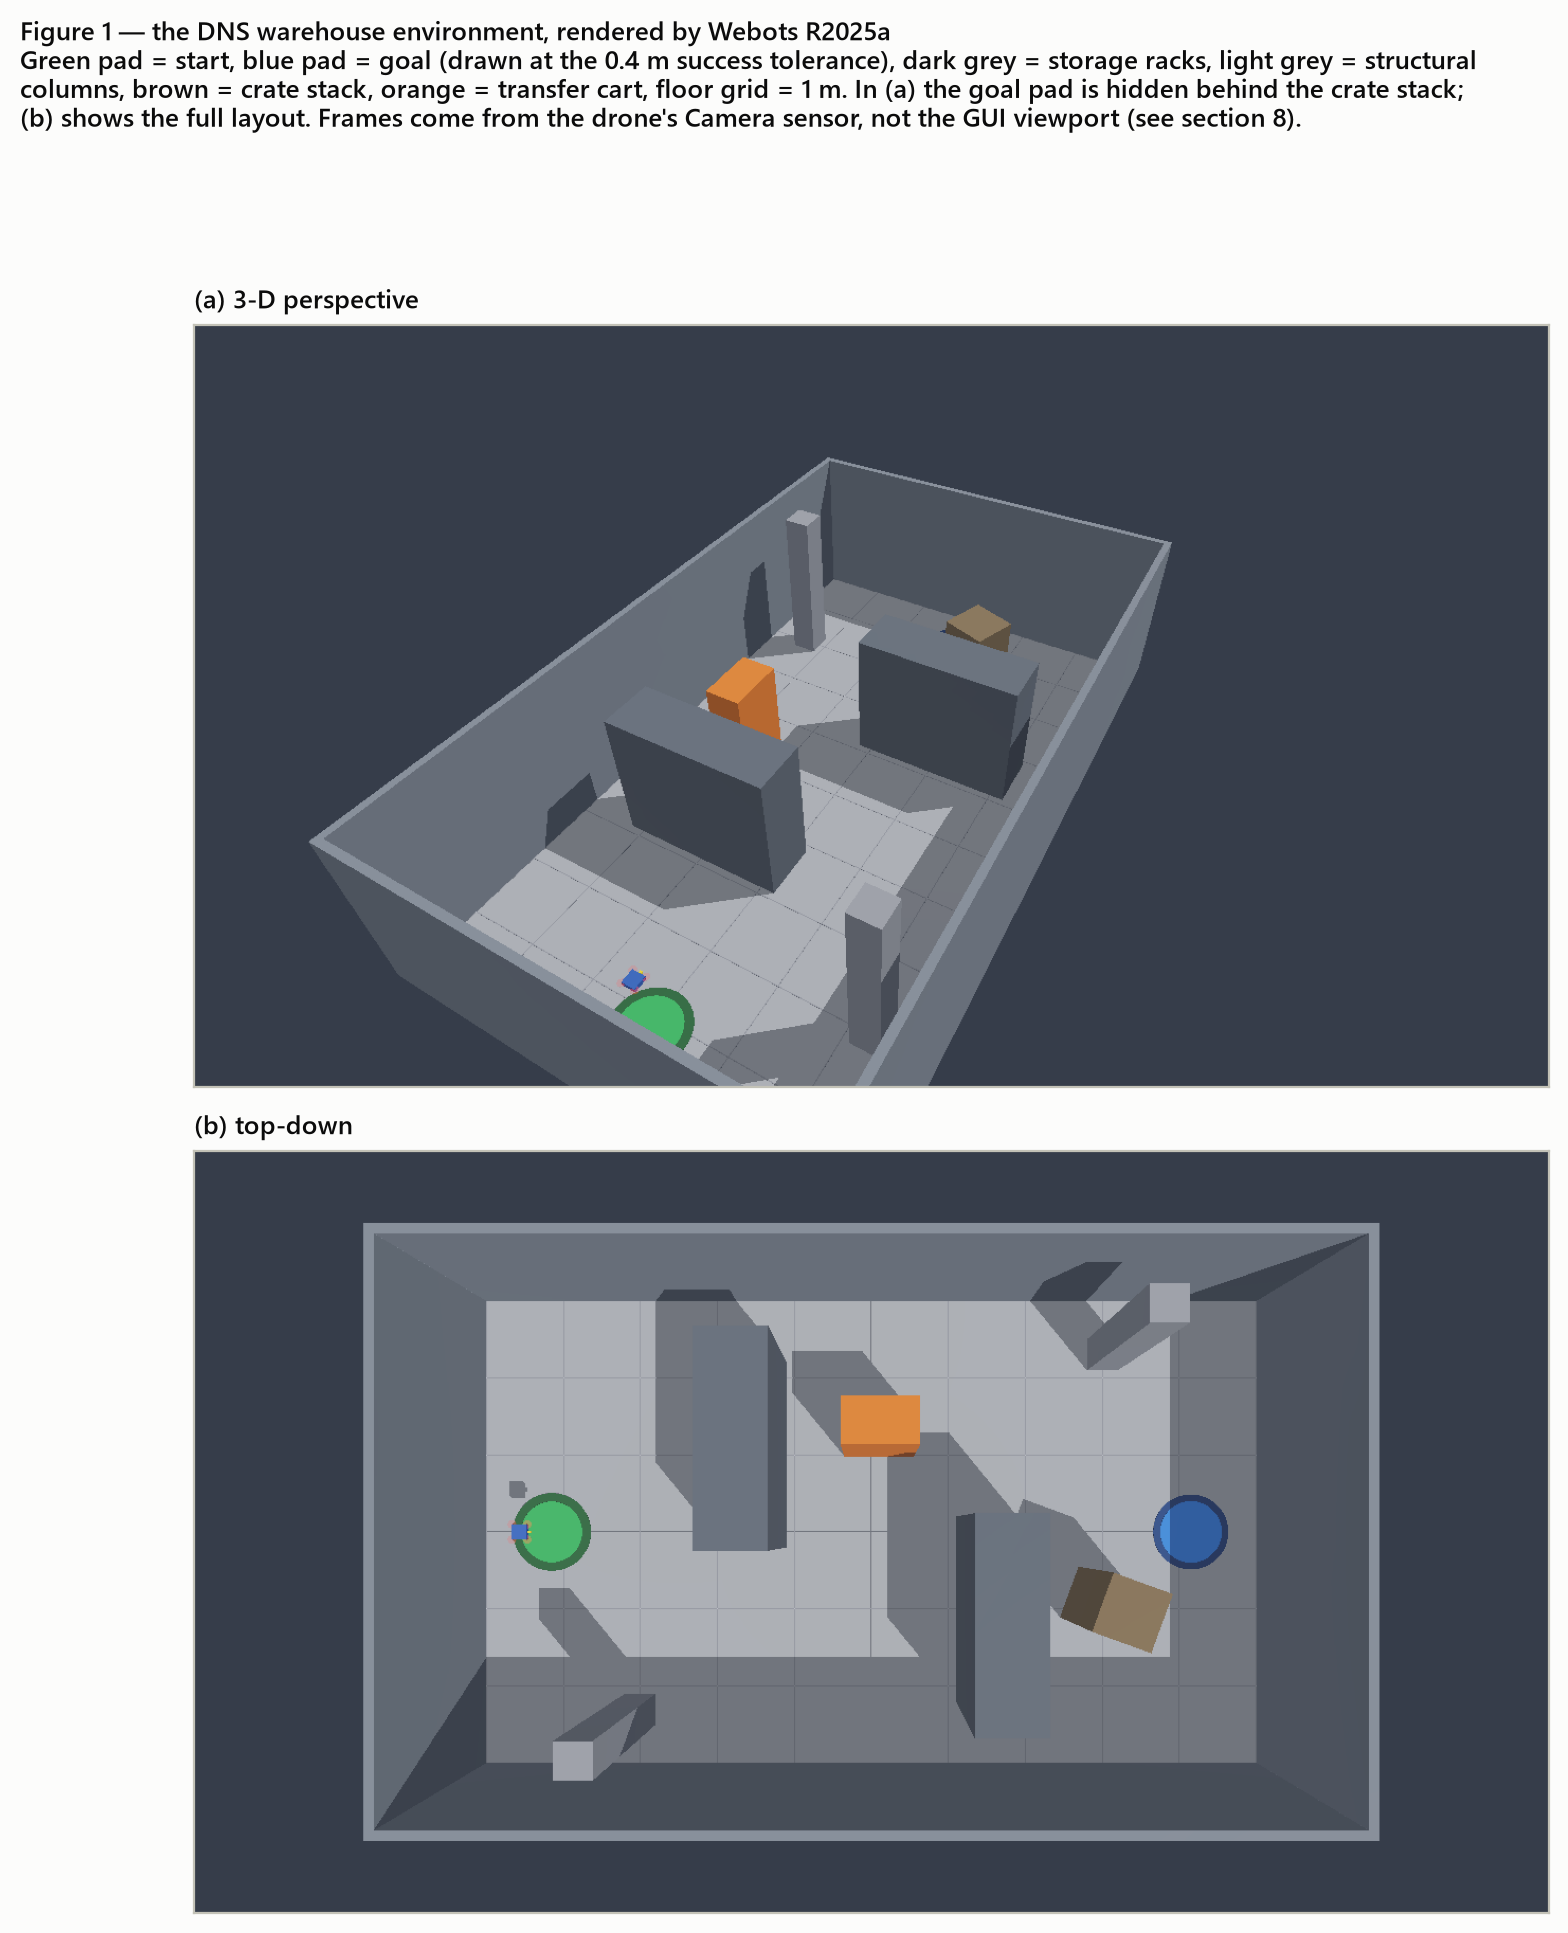 Figure 1 — the DNS warehouse environment, rendered by Webots R2025a
Green pad = start, blue pad = goal (drawn at the 0.4 m success tolerance), dark grey = storage racks, light grey = structural
columns, brown = crate stack, orange = transfer cart, floor grid = 1 m. In (a) the goal pad is hidden behind the crate stack;
(b) shows the full layout. Frames come from the drone's Camera sensor, not the GUI viewport (see section 8).
(a) 3-D perspective
(b) top-down